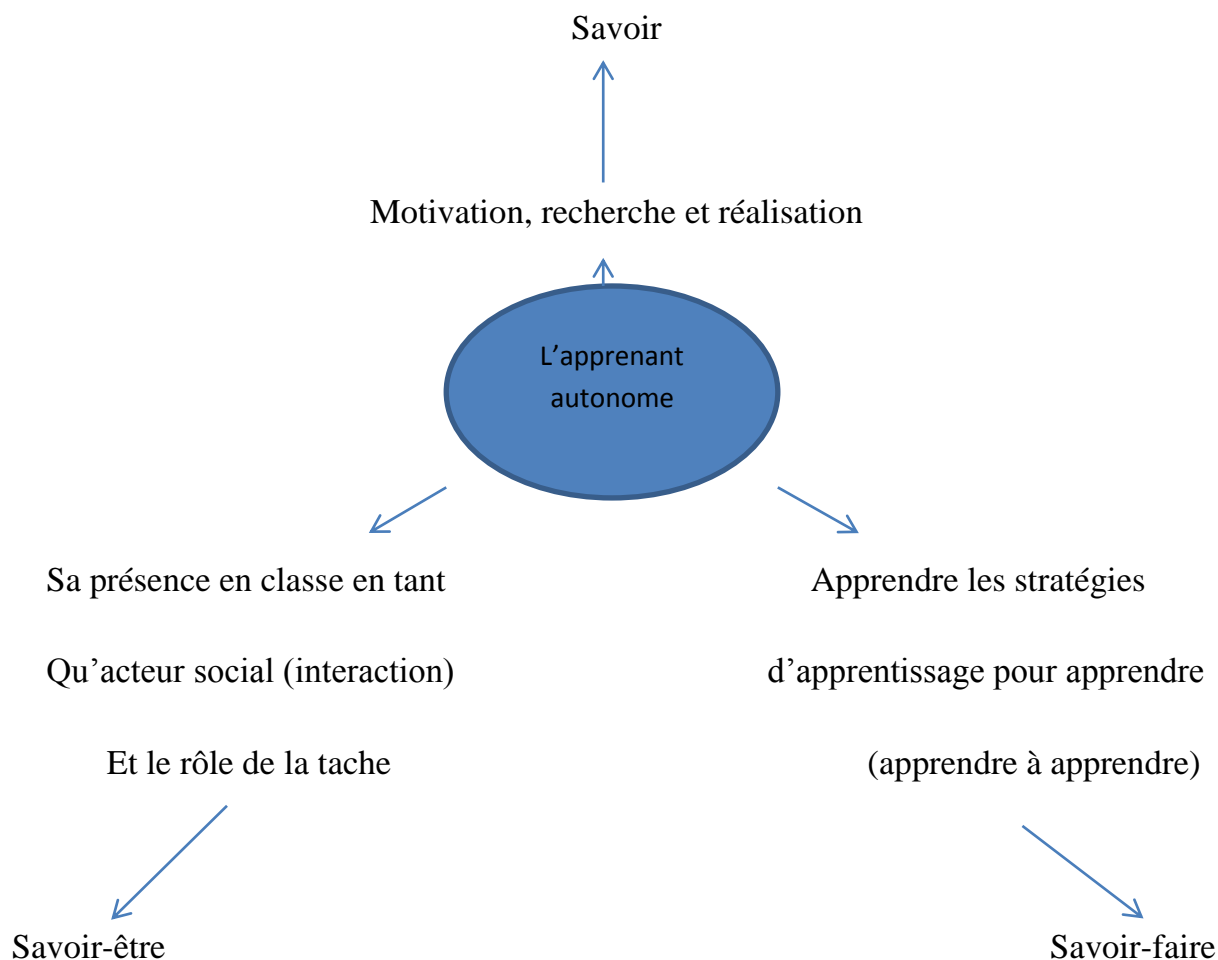 Savoir
Motivation, recherche et réalisation
L’apprenant
autonome
Sa présence en classe en tant
Qu’acteur social (interaction)
Et le rôle de la tache
Savoir-être
Apprendre les stratégies
d’apprentissage pour apprendre
(apprendre à apprendre)
Savoir-faire